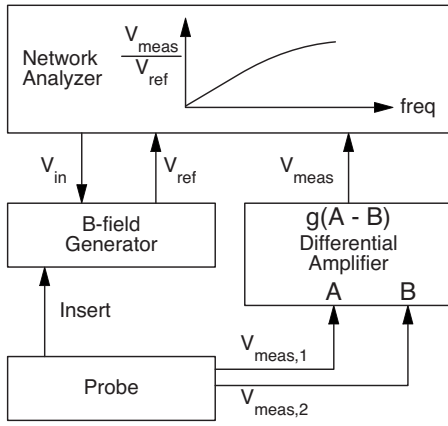 Network
Analyzer
V_meas
V_ref
freq
V_in
V_ref
V_meas
B-field
Generator
g(A - B)
Differential
Amplifier
A B
Insert
Probe
V_meas,1
V_meas,2